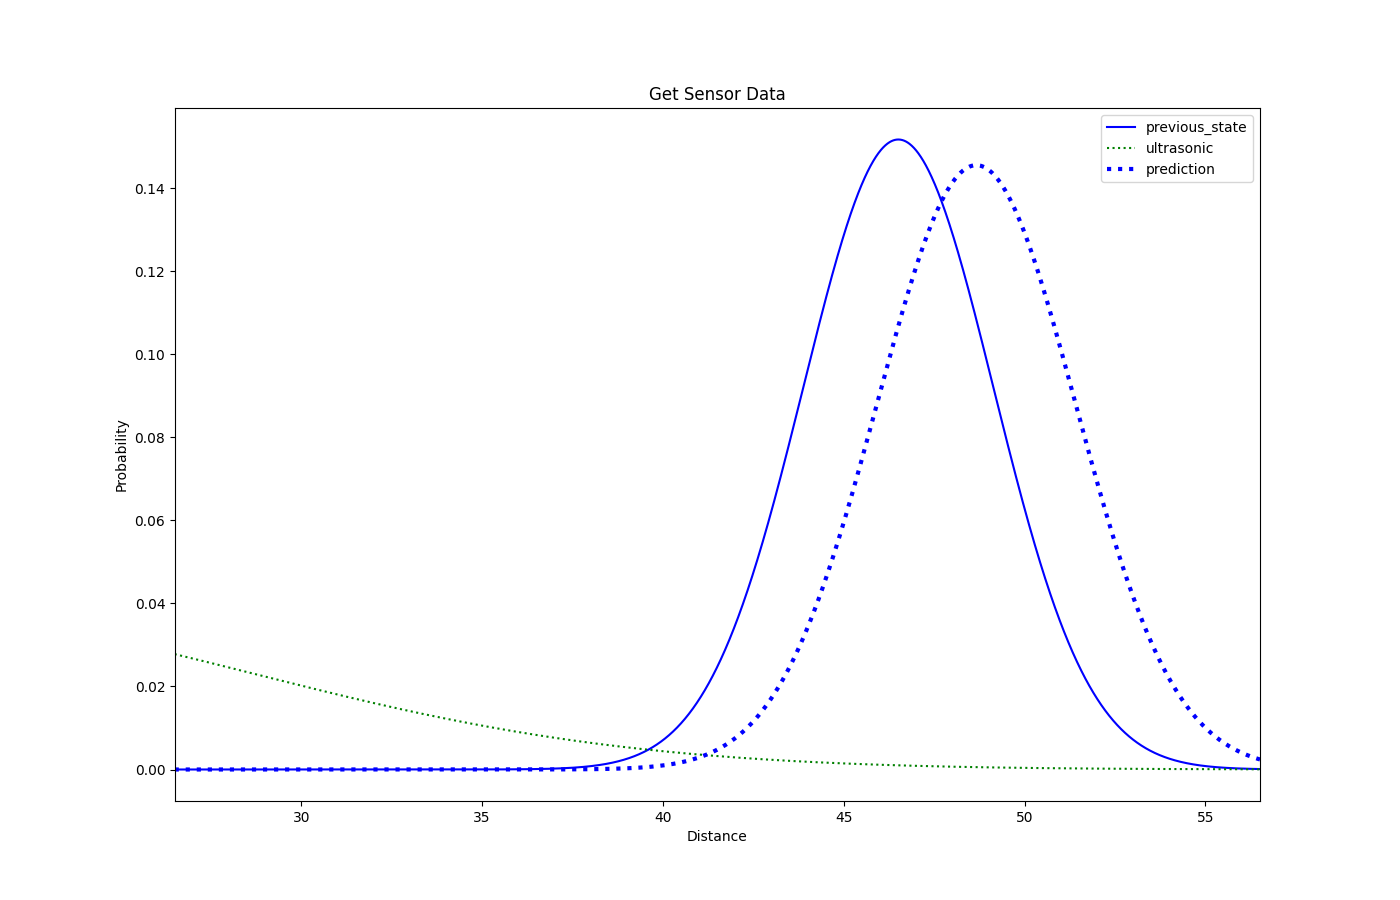 Get Sensor Data
previous_state
ultrasonic
prediction
Probability
0.14
0.12
0.10
0.08
0.06
0.04
0.02
0.00
30 35 40 45 50 55
Distance